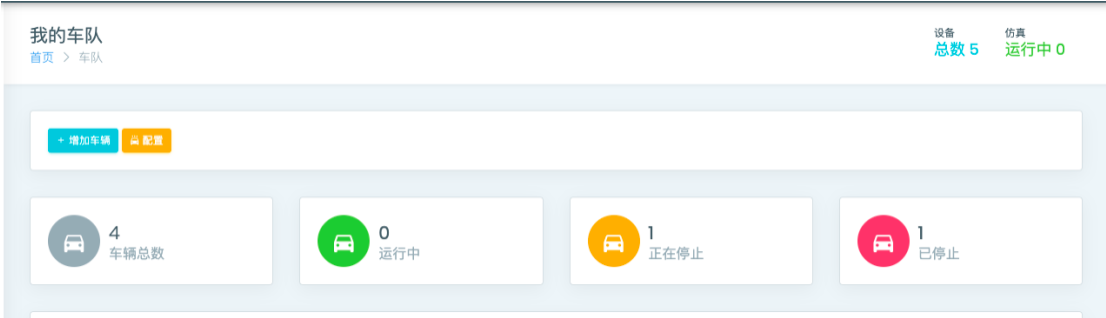 我的车队
首页 > 车队
设备
总数 5
仿真
运行中 0
+ 增加车辆
配置
4
车辆总数
0
运行中
1
正在停止
1
已停止